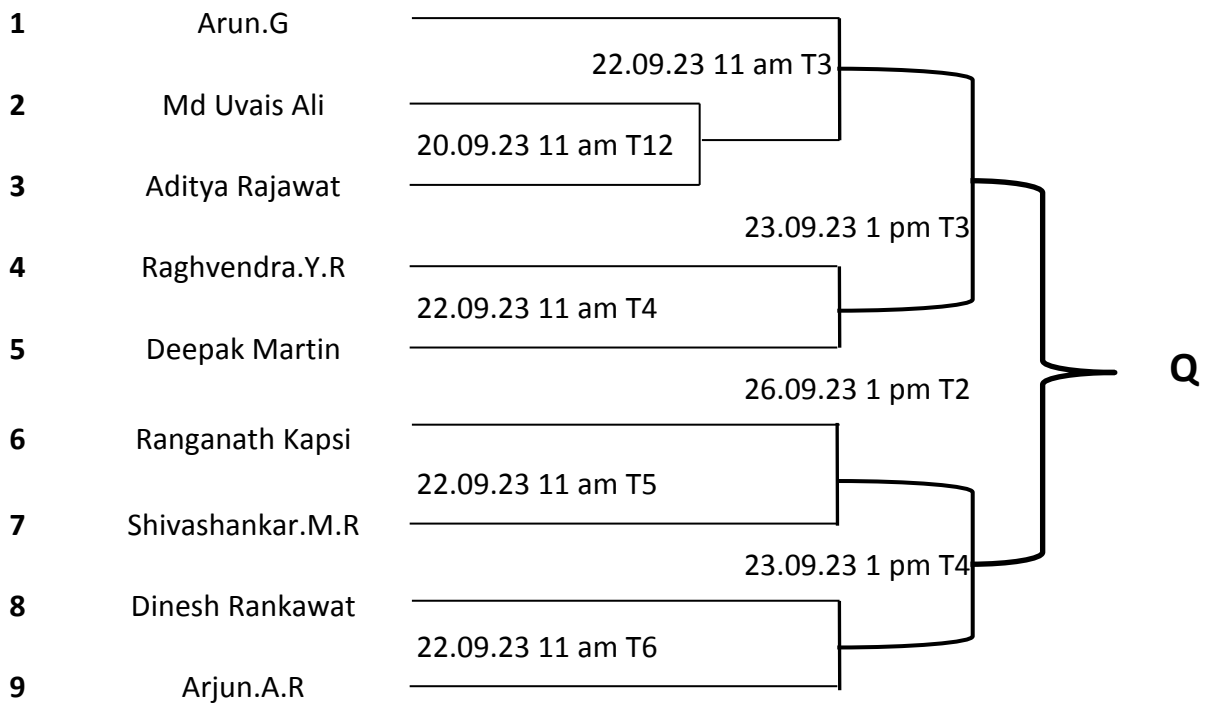 1 Arun.G
22.09.23 11 am T3
2 Md Uvais Ali
20.09.23 11 am T12
3 Aditya Rajawat
23.09.23 1 pm T3
4 Raghvendra.Y.R
22.09.23 11 am T4
5 Deepak Martin
Q
26.09.23 1 pm T2
6 Ranganath Kapsi
22.09.23 11 am T5
7 Shivashankar.M.R
23.09.23 1 pm T4
8 Dinesh Rankawat
22.09.23 11 am T6
9 Arjun.A.R